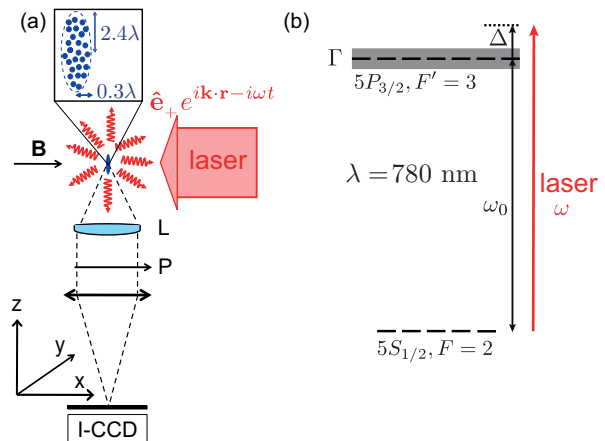 (a)
2.4λ
0.3λ
ê₊ e^{ik·r−iωt}
B
laser
L
P
z
y
x
I-CCD
(b)
Δ
Γ
5P_{3/2}, F′ = 3
λ = 780 nm
ω₀
laser
ω
5S_{1/2}, F = 2